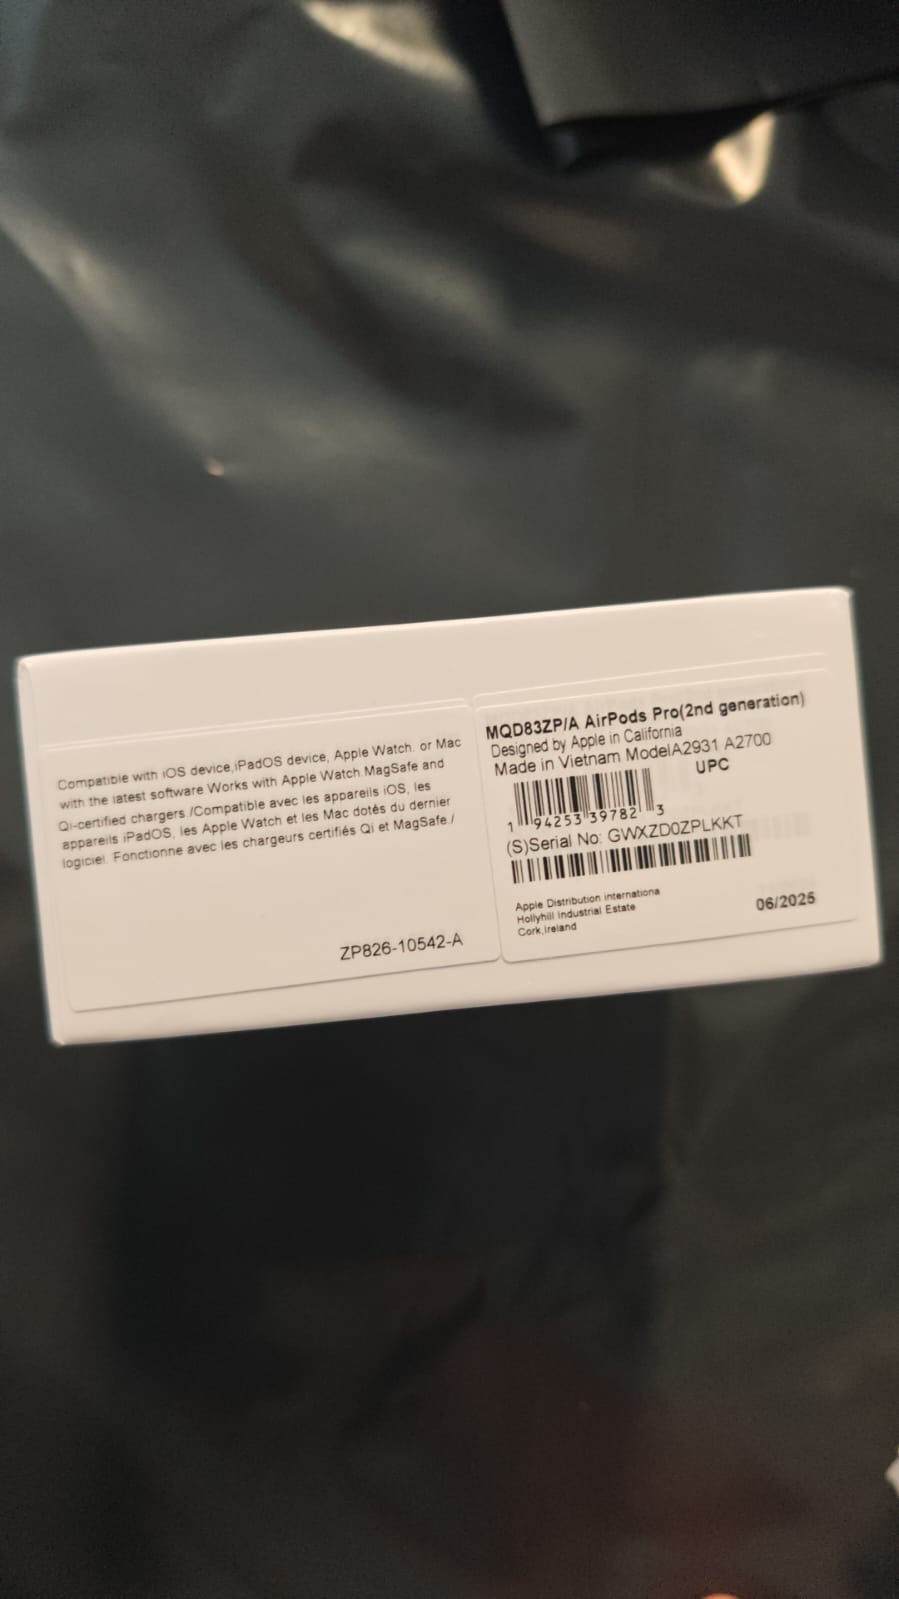 Compatible with iOS device,iPadOS device, Apple Watch. or Mac
with the latest software Works with Apple Watch.MagSafe and
Qi-certified chargers /Compatible avec les appareils iOS, les
appareils iPadOS, les Apple Watch et les Mac dotés du dernier
logiciel. Fonctionne avec les chargeurs certifiés Qi et MagSafe./
ZP826-10542-A
MQD83ZP/A AirPods Pro(2nd generation)
Designed by Apple in California
Made in Vietnam ModelA2931 A2700
UPC
1 94253 39782 3
(S)Serial No: GWXZD0ZPLKKT
Apple Distribution internationa
Hollyhill Industrial Estate
Cork,Ireland
06/2025